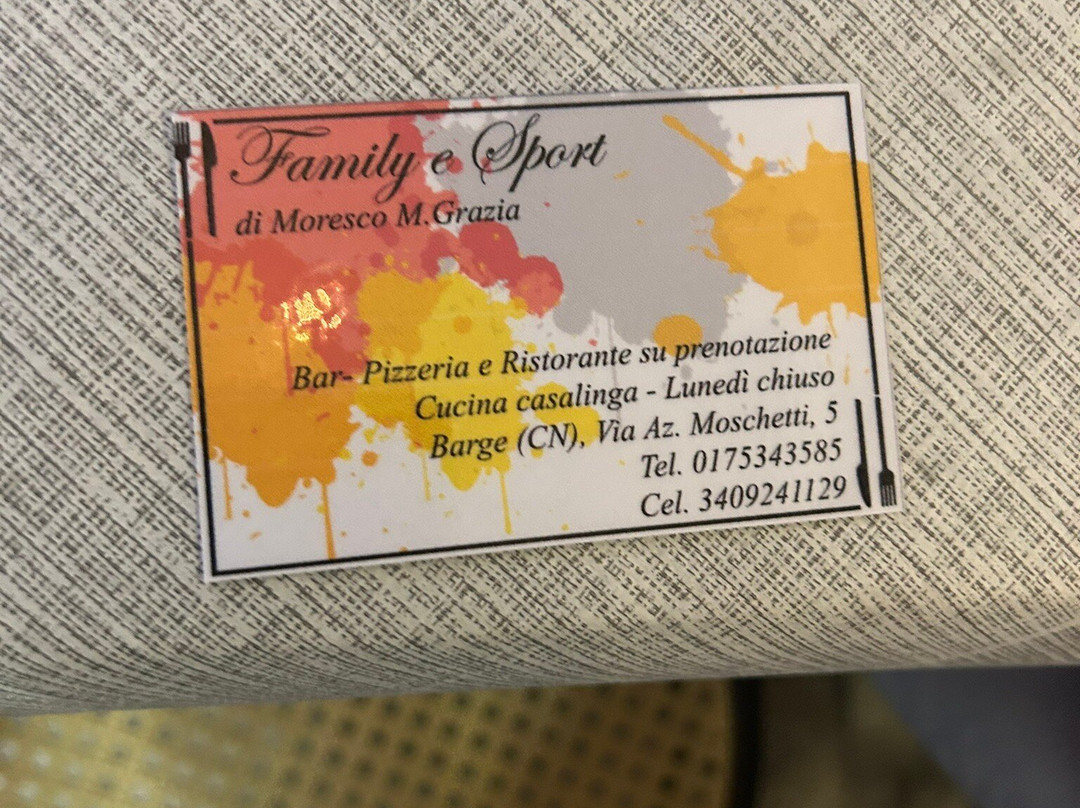 Family e Sport
di Moresco M.Grazia
Bar- Pizzeria e Ristorante su prenotazione
Cucina casalinga - Lunedì chiuso
Barge (CN), Via Az. Moschetti, 5
Tel. 0175343585
Cel. 3409241129